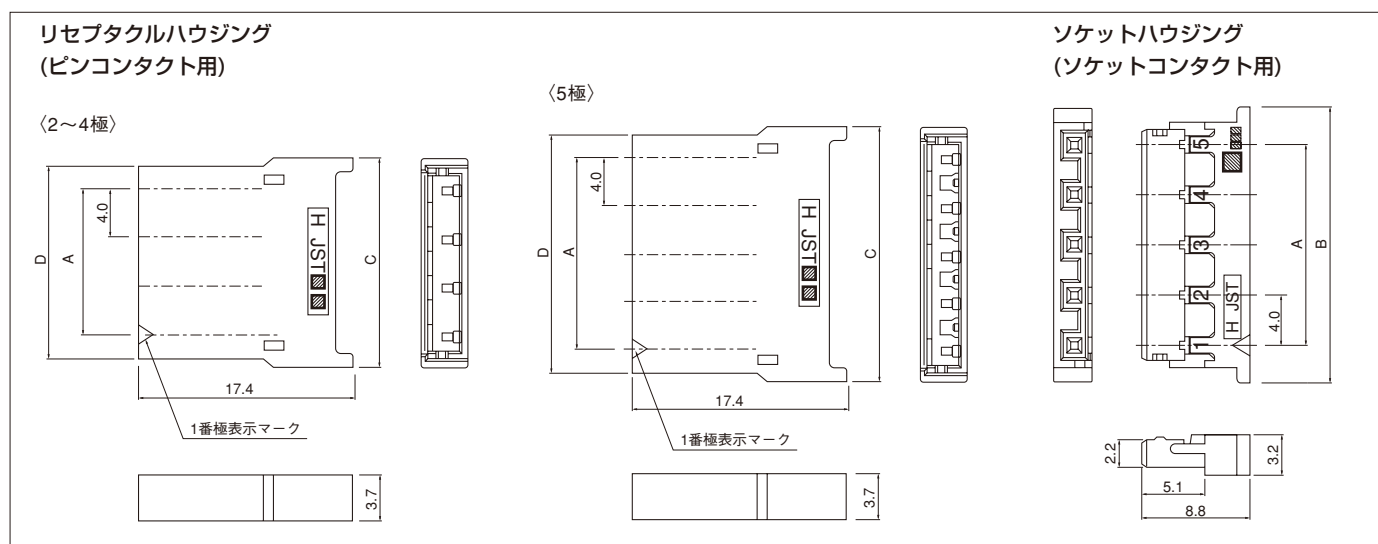 リセプタクルハウジング
(ピンコンタクト用)
〈2〜4極〉
D
A
4.0
H JST
C
17.4
1番極表示マーク
3.7
〈5極〉
D
A
4.0
H JST
C
17.4
1番極表示マーク
3.7
ソケットハウジング
(ソケットコンタクト用)
5
4
3
2
1
H JST
A
B
4.0
2.2
3.2
5.1
8.8